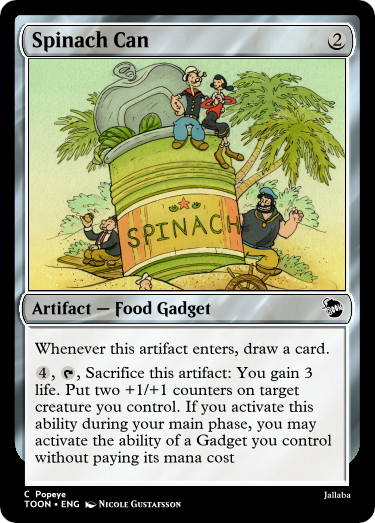 Spinach Can 2
SPINACH
Artifact — Food Gadget
Whenever this artifact enters, draw a card.
4, , Sacrifice this artifact: You gain 3
life. Put two +1/+1 counters on target
creature you control. If you activate this
ability during your main phase, you may
activate the ability of a Gadget you control
without paying its mana cost
C Popeye
TOON • ENG Nicole Gustafsson
Jallaba